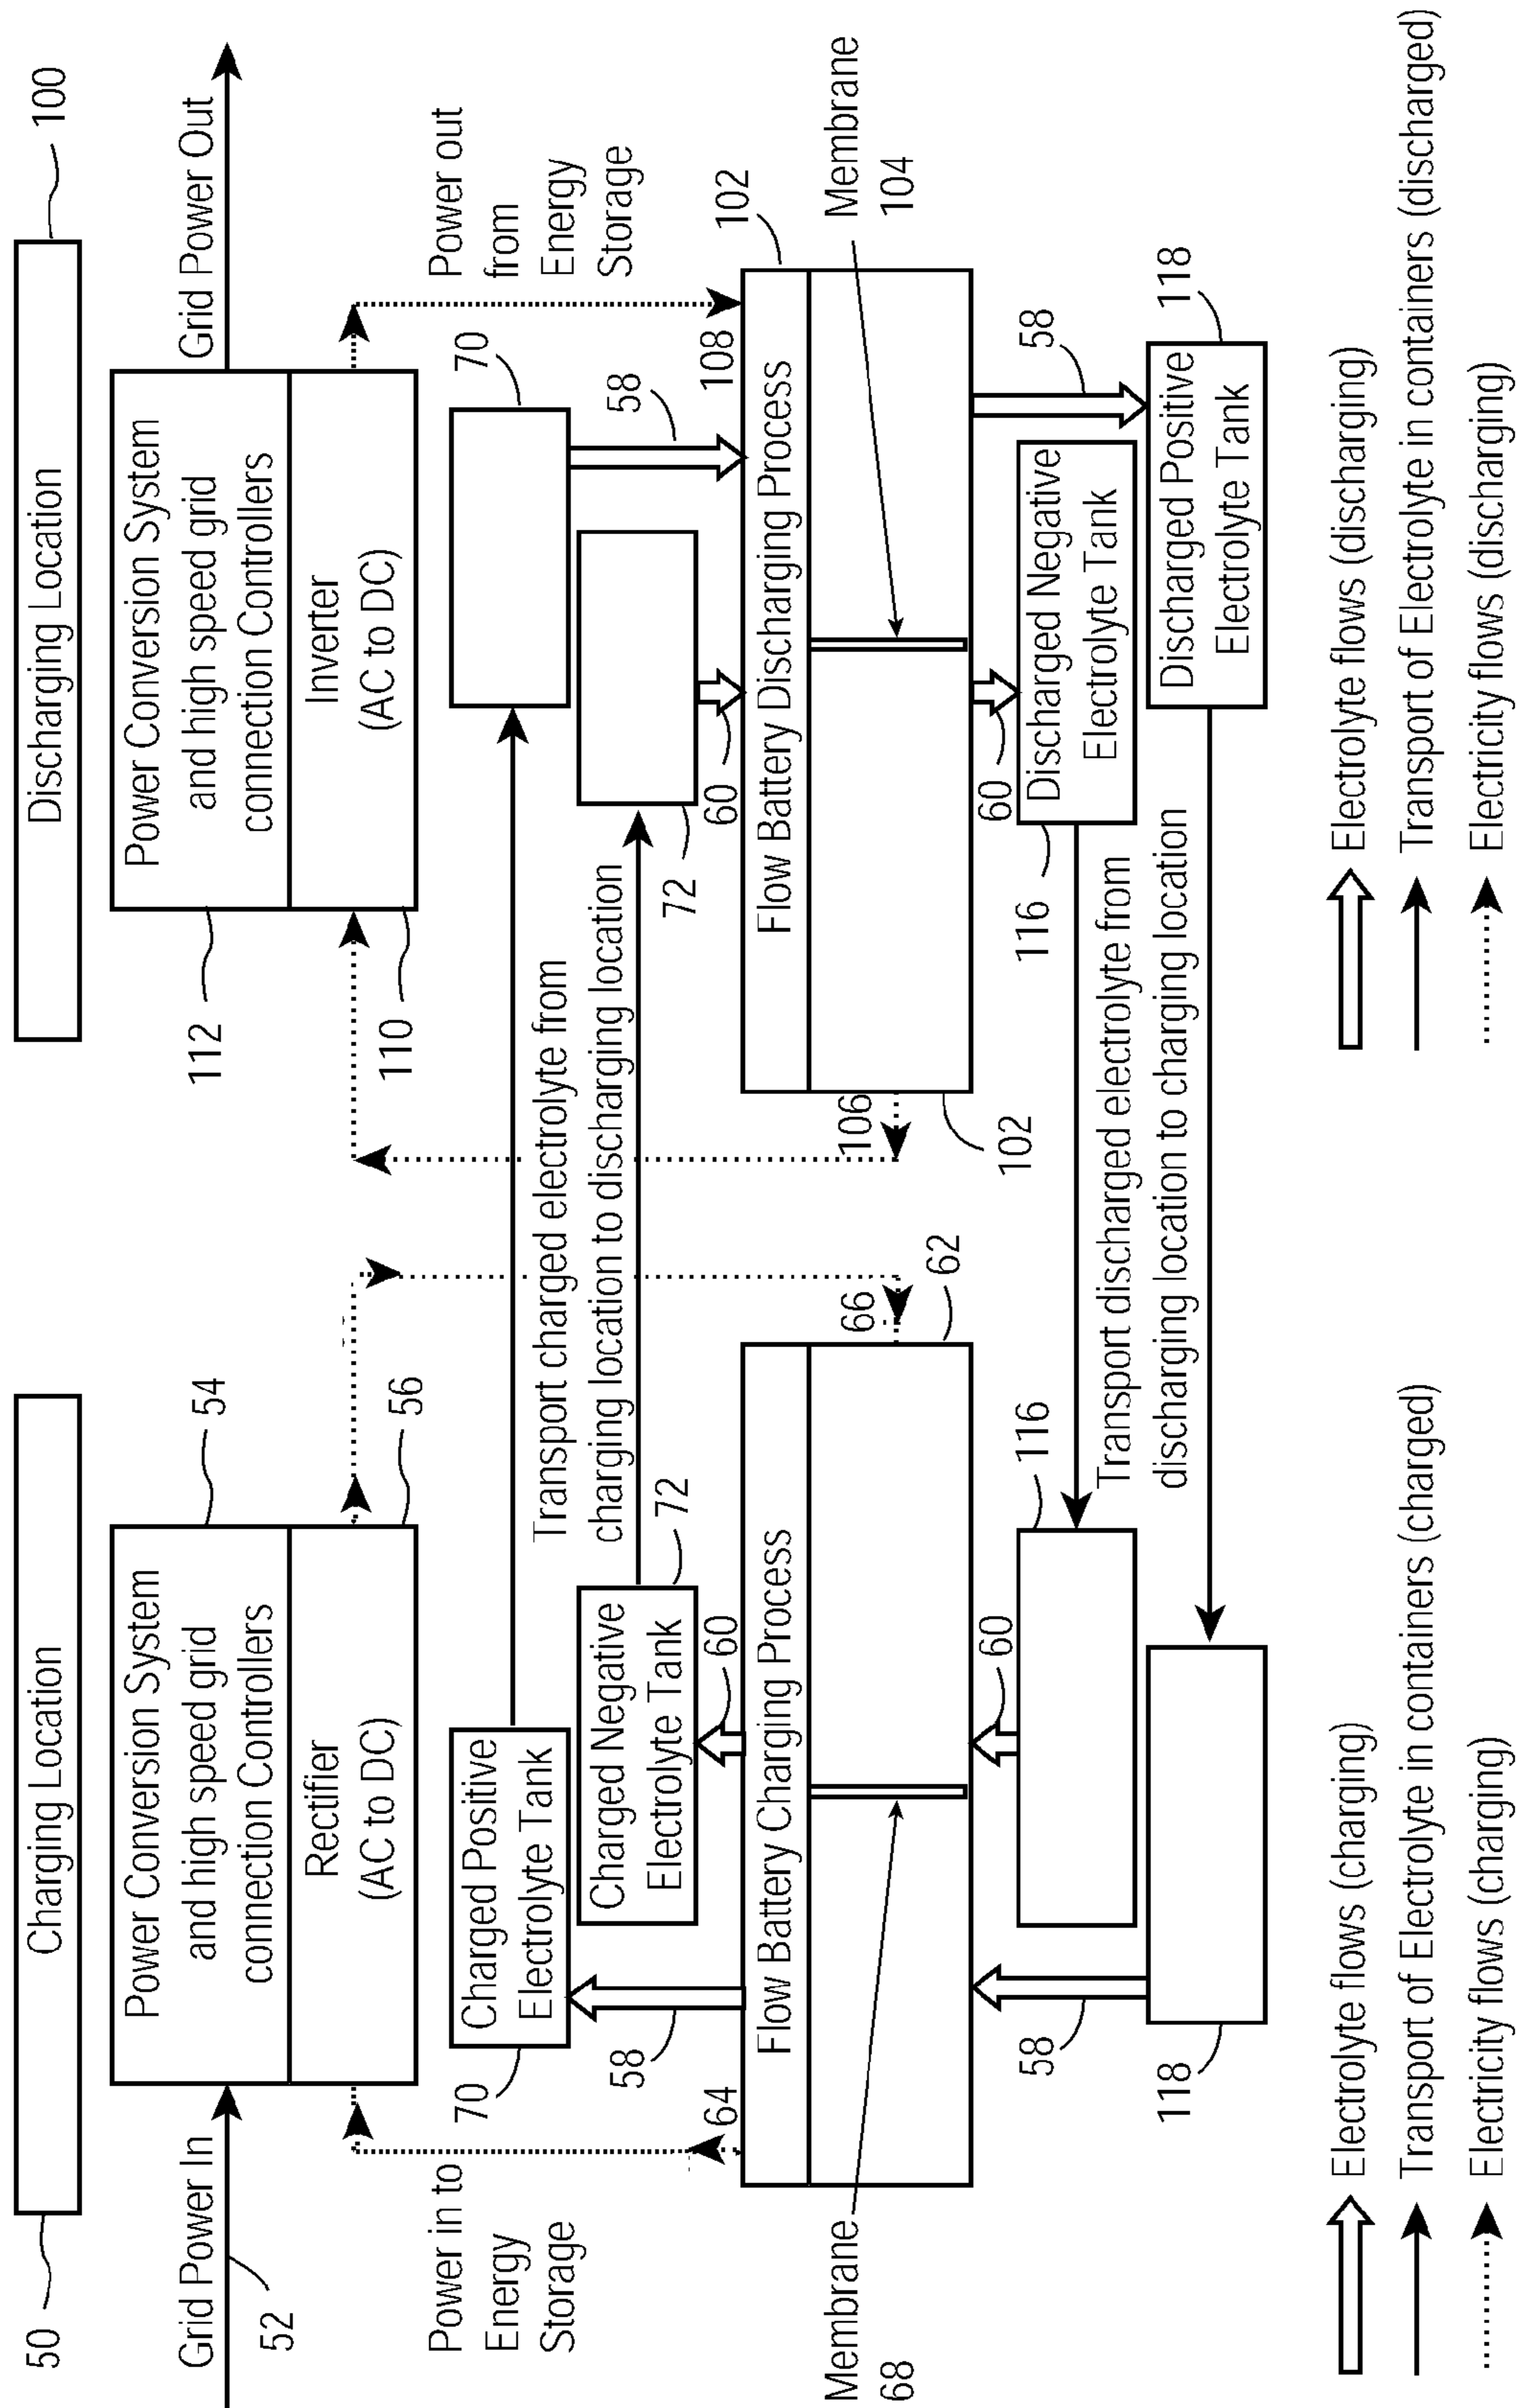 Charging Location
50
Grid Power In
52
Power Conversion System
and high speed grid
connection Controllers
54
Rectifier
(AC to DC)
56
Power in to
Energy
Storage
70
Charged Positive
Electrolyte Tank
Charged Negative
Electrolyte Tank
72
58
60
64
Flow Battery Charging Process
66
62
Membrane
68
60
116
58
118
Transport charged electrolyte from
charging location to discharging location
Transport discharged electrolyte from
discharging location to charging location
Discharging Location
100
Grid Power Out
Power Conversion System
and high speed grid
connection Controllers
112
Inverter
(AC to DC)
110
Power out
from
Energy
Storage
70
72
58
60
108
102
Flow Battery Discharging Process
Membrane
104
106
102
60
58
116
Discharged Negative
Electrolyte Tank
118
Discharged Positive
Electrolyte Tank
Electrolyte flows (charging)
Transport of Electrolyte in containers (charged)
Electricity flows (charging)
Electrolyte flows (discharging)
Transport of Electrolyte in containers (discharged)
Electricity flows (discharging)